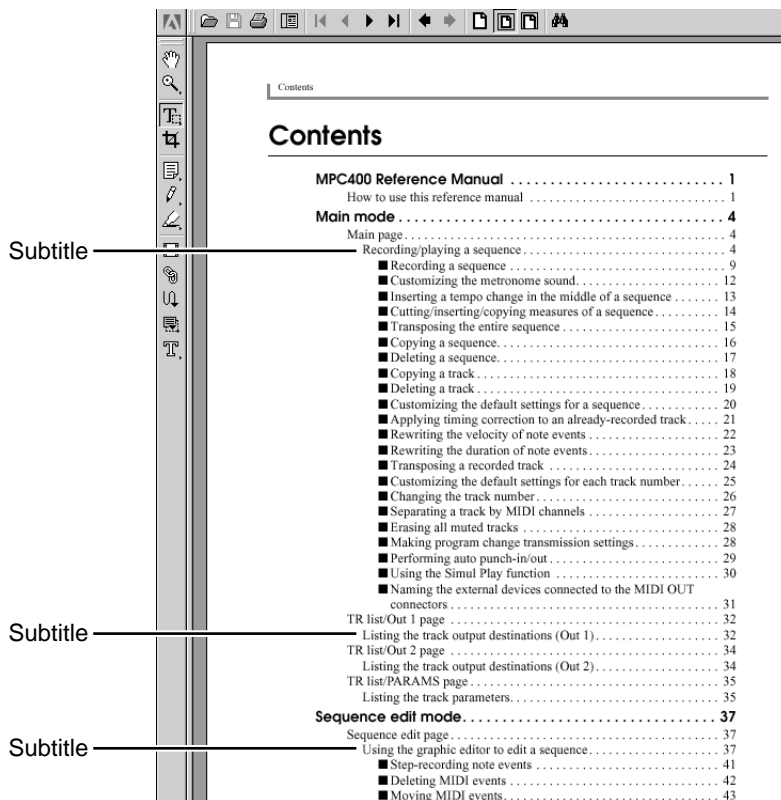 Contents
Contents
MPC400 Reference Manual . . . . . . . . . . . . . . . . . . . . . . . . . . . 1
How to use this reference manual . . . . . . . . . . . . . . . . . . . . . . . . . . 1
Main mode . . . . . . . . . . . . . . . . . . . . . . . . . . . . . . . . . . . . . . . . . 4
Main page . . . . . . . . . . . . . . . . . . . . . . . . . . . . . . . . . . . . . . . . . . . . . 4
Subtitle Recording/playing a sequence . . . . . . . . . . . . . . . . . . . . . . . . . . 4
■ Recording a sequence . . . . . . . . . . . . . . . . . . . . . . . . . . . . 9
■ Customizing the metronome sound. . . . . . . . . . . . . . . . . . . 12
■ Inserting a tempo change in the middle of a sequence . . . . . . . 13
■ Cutting/inserting/copying measures of a sequence . . . . . . . . . 14
■ Transposing the entire sequence . . . . . . . . . . . . . . . . . . . . . 15
■ Copying a sequence. . . . . . . . . . . . . . . . . . . . . . . . . . . . . 16
■ Deleting a sequence. . . . . . . . . . . . . . . . . . . . . . . . . . . . . 17
■ Copying a track . . . . . . . . . . . . . . . . . . . . . . . . . . . . . . . . 18
■ Deleting a track . . . . . . . . . . . . . . . . . . . . . . . . . . . . . . . . 19
■ Customizing the default settings for a sequence . . . . . . . . . . . 20
■ Applying timing correction to an already-recorded track . . . . . 21
■ Rewriting the velocity of note events . . . . . . . . . . . . . . . . . . 22
■ Rewriting the duration of note events . . . . . . . . . . . . . . . . . . 23
■ Transposing a recorded track . . . . . . . . . . . . . . . . . . . . . . . 24
■ Customizing the default settings for each track number . . . . . . 25
■ Changing the track number . . . . . . . . . . . . . . . . . . . . . . . . 26
■ Separating a track by MIDI channels . . . . . . . . . . . . . . . . . . 27
■ Erasing all muted tracks . . . . . . . . . . . . . . . . . . . . . . . . . . 28
■ Making program change transmission settings . . . . . . . . . . . . 28
■ Performing auto punch-in/out . . . . . . . . . . . . . . . . . . . . . . . 29
■ Using the Simul Play function . . . . . . . . . . . . . . . . . . . . . . 30
■ Naming the external devices connected to the MIDI OUT
connectors . . . . . . . . . . . . . . . . . . . . . . . . . . . . . . . . . . . 31
TR list/Out 1 page . . . . . . . . . . . . . . . . . . . . . . . . . . . . . . . . . . . 32
Subtitle Listing the track output destinations (Out 1) . . . . . . . . . . . . . . . . 32
TR list/Out 2 page . . . . . . . . . . . . . . . . . . . . . . . . . . . . . . . . . . . 34
Listing the track output destinations (Out 2) . . . . . . . . . . . . . . . . 34
TR list/PARAMS page . . . . . . . . . . . . . . . . . . . . . . . . . . . . . . . . 35
Listing the track parameters. . . . . . . . . . . . . . . . . . . . . . . . . . . . 35
Sequence edit mode. . . . . . . . . . . . . . . . . . . . . . . . . . . . . . . . 37
Sequence edit page . . . . . . . . . . . . . . . . . . . . . . . . . . . . . . . . . . 37
Subtitle Using the graphic editor to edit a sequence . . . . . . . . . . . . . . . . . 37
■ Step-recording note events . . . . . . . . . . . . . . . . . . . . . . . . 41
■ Deleting MIDI events . . . . . . . . . . . . . . . . . . . . . . . . . . . . 42
■ Moving MIDI events . . . . . . . . . . . . . . . . . . . . . . . . . . . . . 43